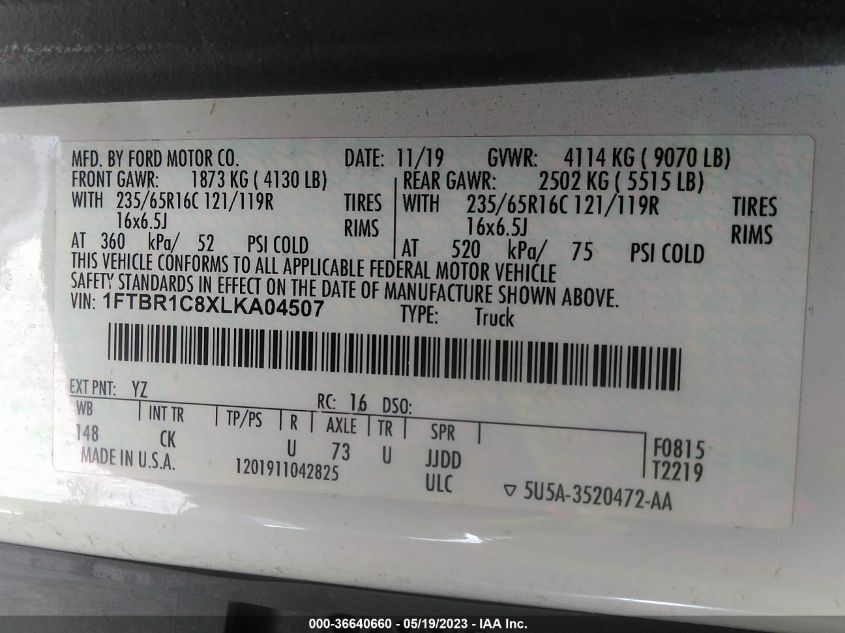 MFD. BY FORD MOTOR CO. DATE: 11/19 GVWR: 4114 KG ( 9070 LB)
FRONT GAWR: 1873 KG ( 4130 LB) REAR GAWR: 2502 KG ( 5515 LB)
WITH 235/65R16C 121/119R TIRES WITH 235/65R16C 121/119R TIRES
16x6.5J RIMS 16x6.5J RIMS
AT 360 kPa/ 52 PSI COLD AT 520 kPa/ 75 PSI COLD
THIS VEHICLE CONFORMS TO ALL APPLICABLE FEDERAL MOTOR VEHICLE
SAFETY STANDARDS IN EFFECT ON THE DATE OF MANUFACTURE SHOWN ABOVE.
VIN: 1FTBR1C8XLKA04507 TYPE: Truck
EXT PNT: YZ RC: 16 DSO:
WB INT TR TP/PS R AXLE TR SPR
148 CK U 73 U JJDD F0815
MADE IN U.S.A. 1201911042825 ULC T2219
5U5A-3520472-AA
000-36640660 - 05/19/2023 - IAA Inc.